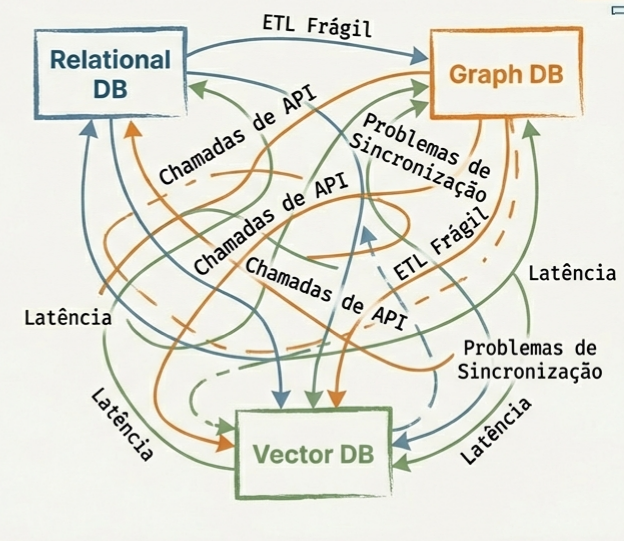 ETL Frágil
Relational
DB
Graph DB
Chamadas de API
Problemas de
Sincronização
Chamadas de API
ETL Frágil
Chamadas de API
Latência
Latência
Problemas de
Sincronização
Latência
Latência
Vector DB